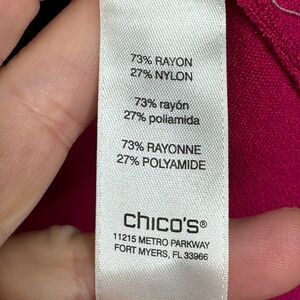 73% RAYON
27% NYLON
73% rayón
27% poliamida
73% RAYONNE
27% POLYAMIDE
chico's®
11215 METRO PARKWAY
FORT MYERS, FL 33966